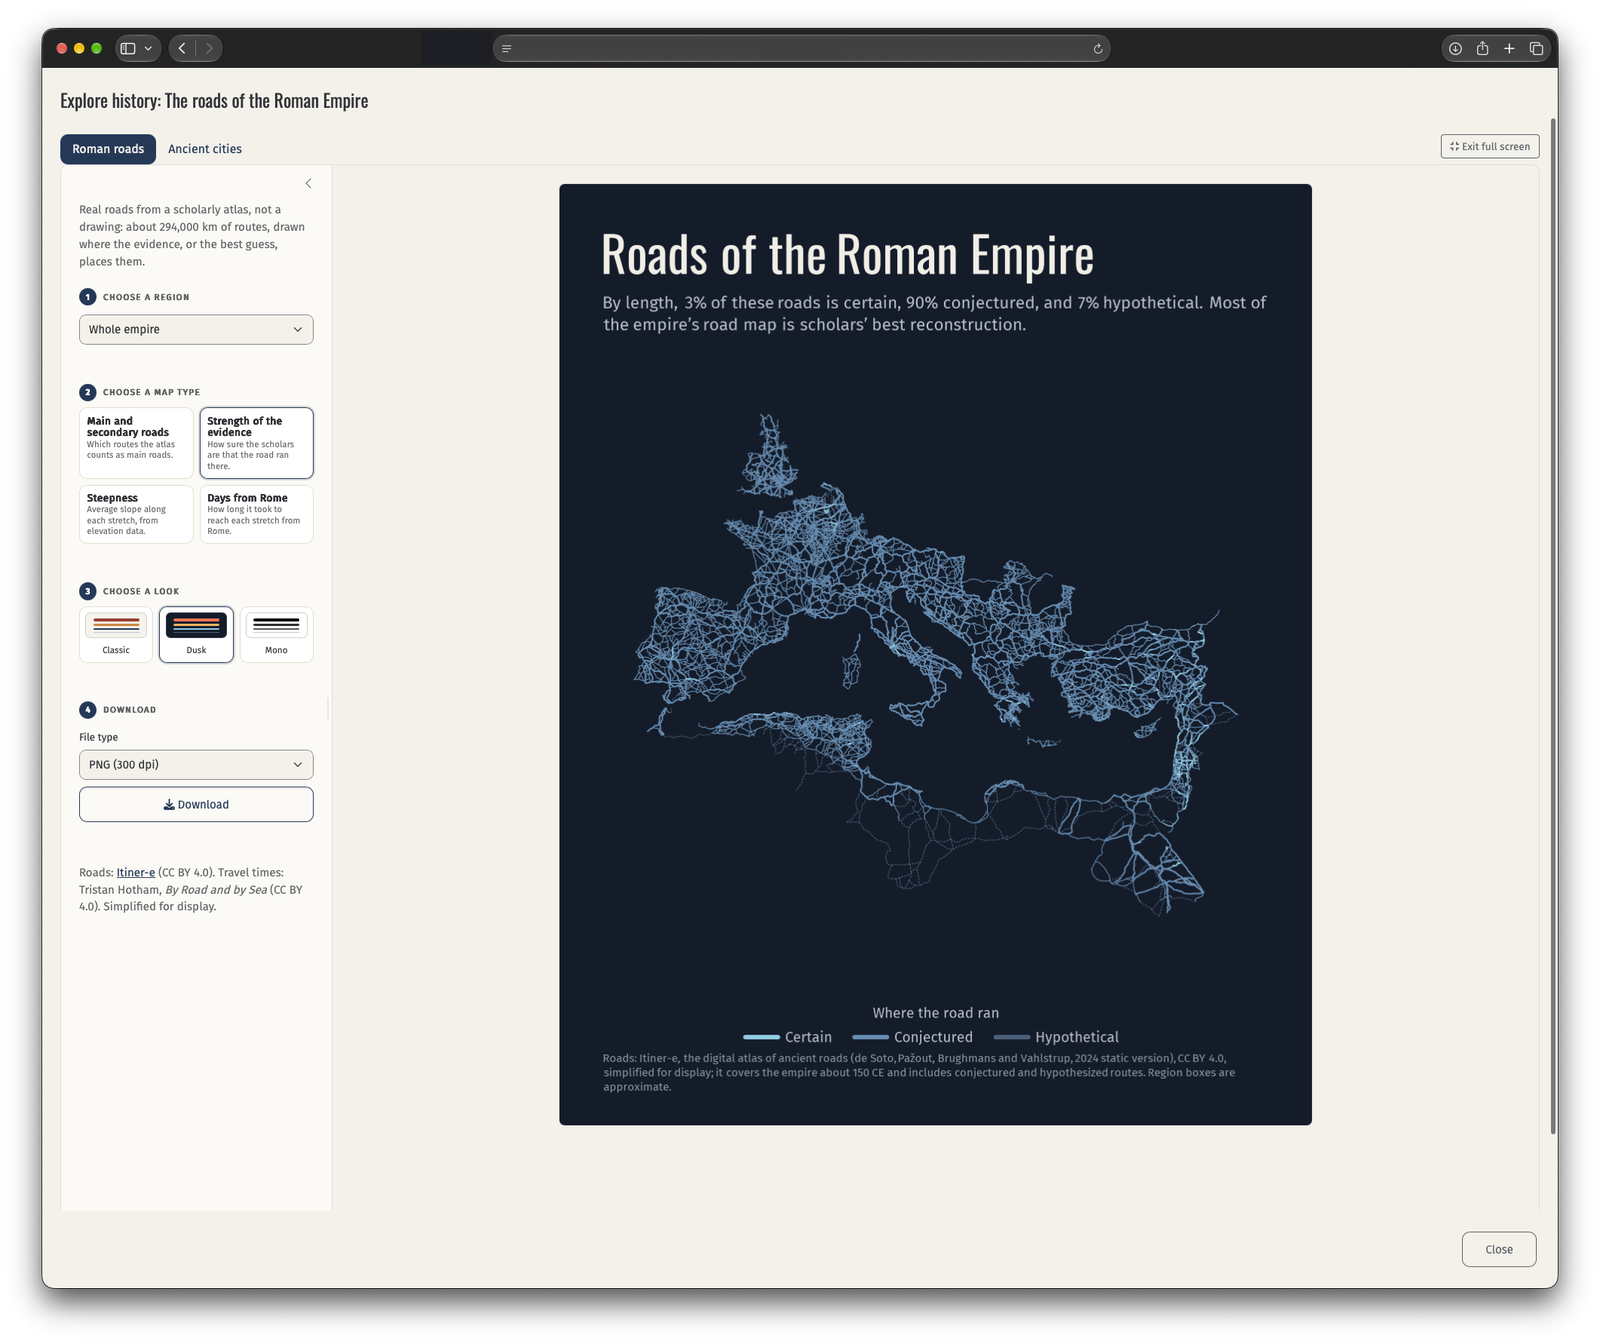 Explore history: The roads of the Roman Empire
Roman roads
Ancient cities
Exit full screen
Real roads from a scholarly atlas, not a
drawing: about 294,000 km of routes, drawn
where the evidence, or the best guess,
places them.
1 CHOOSE A REGION
Whole empire
2 CHOOSE A MAP TYPE
Main and
secondary roads
Which routes the atlas
counts as main roads.
Strength of the
evidence
How sure the scholars
are that the road ran
there.
Steepness
Average slope along
each stretch, from
elevation data.
Days from Rome
How long it took to
reach each stretch from
Rome.
3 CHOOSE A LOOK
Classic
Dusk
Mono
4 DOWNLOAD
File type
PNG (300 dpi)
Download
Roads: Itiner-e (CC BY 4.0). Travel times:
Tristan Hotham, By Road and by Sea (CC BY
4.0). Simplified for display.
Roads of the Roman Empire
By length, 3% of these roads is certain, 90% conjectured, and 7% hypothetical. Most of
the empire’s road map is scholars’ best reconstruction.
Where the road ran
Certain
Conjectured
Hypothetical
Roads: Itiner-e, the digital atlas of ancient roads (de Soto, Pažout, Brughmans and Vahlstrup, 2024 static version), CC BY 4.0,
simplified for display; it covers the empire about 150 CE and includes conjectured and hypothesized routes. Region boxes are
approximate.
Close